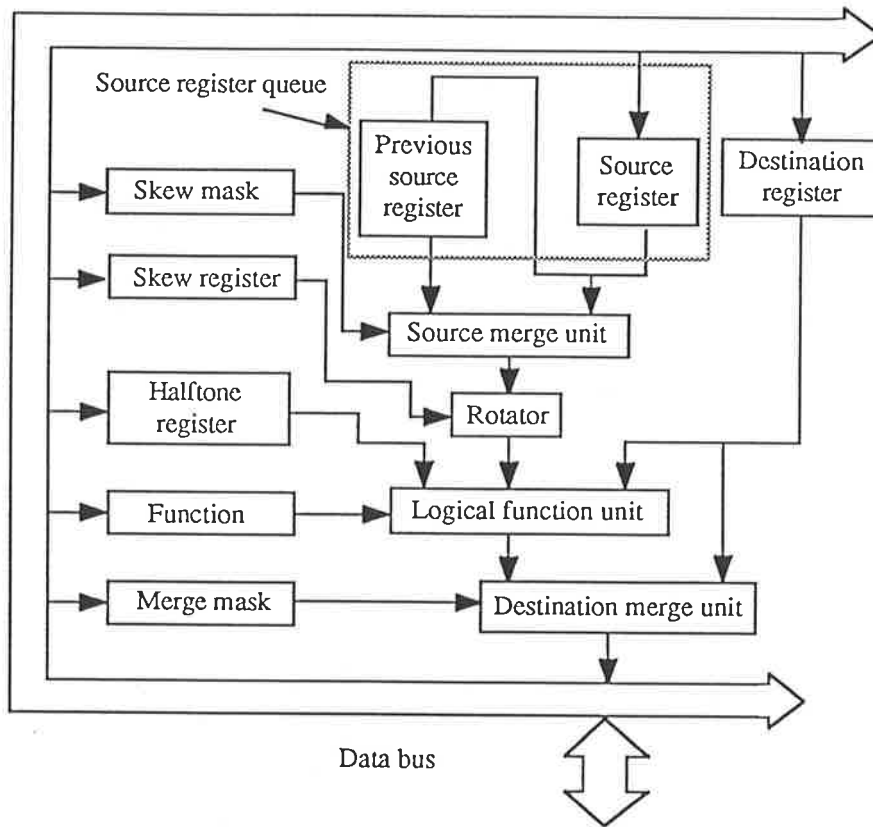 Source register queue
Previous
source
register
Source
register
Destination
register
Skew mask
Skew register
Source merge unit
Halftone
register
Rotator
Function
Logical function unit
Merge mask
Destination merge unit
Data bus